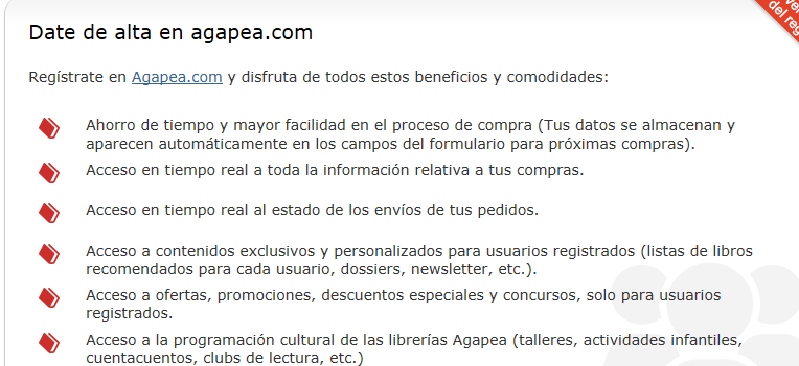 Date de alta en agapea.com
del reg
Regístrate en Agapea.com y disfruta de todos estos beneficios y comodidades:
Ahorro de tiempo y mayor facilidad en el proceso de compra (Tus datos se almacenan y
aparecen automáticamente en los campos del formulario para próximas compras).
Acceso en tiempo real a toda la información relativa a tus compras.
Acceso en tiempo real al estado de los envíos de tus pedidos.
Acceso a contenidos exclusivos y personalizados para usuarios registrados (listas de libros
recomendados para cada usuario, dossiers, newsletter, etc.).
Acceso a ofertas, promociones, descuentos especiales y concursos, solo para usuarios
registrados.
Acceso a la programación cultural de las librerías Agapea (talleres, actividades infantiles,
cuentacuentos, clubs de lectura, etc.)